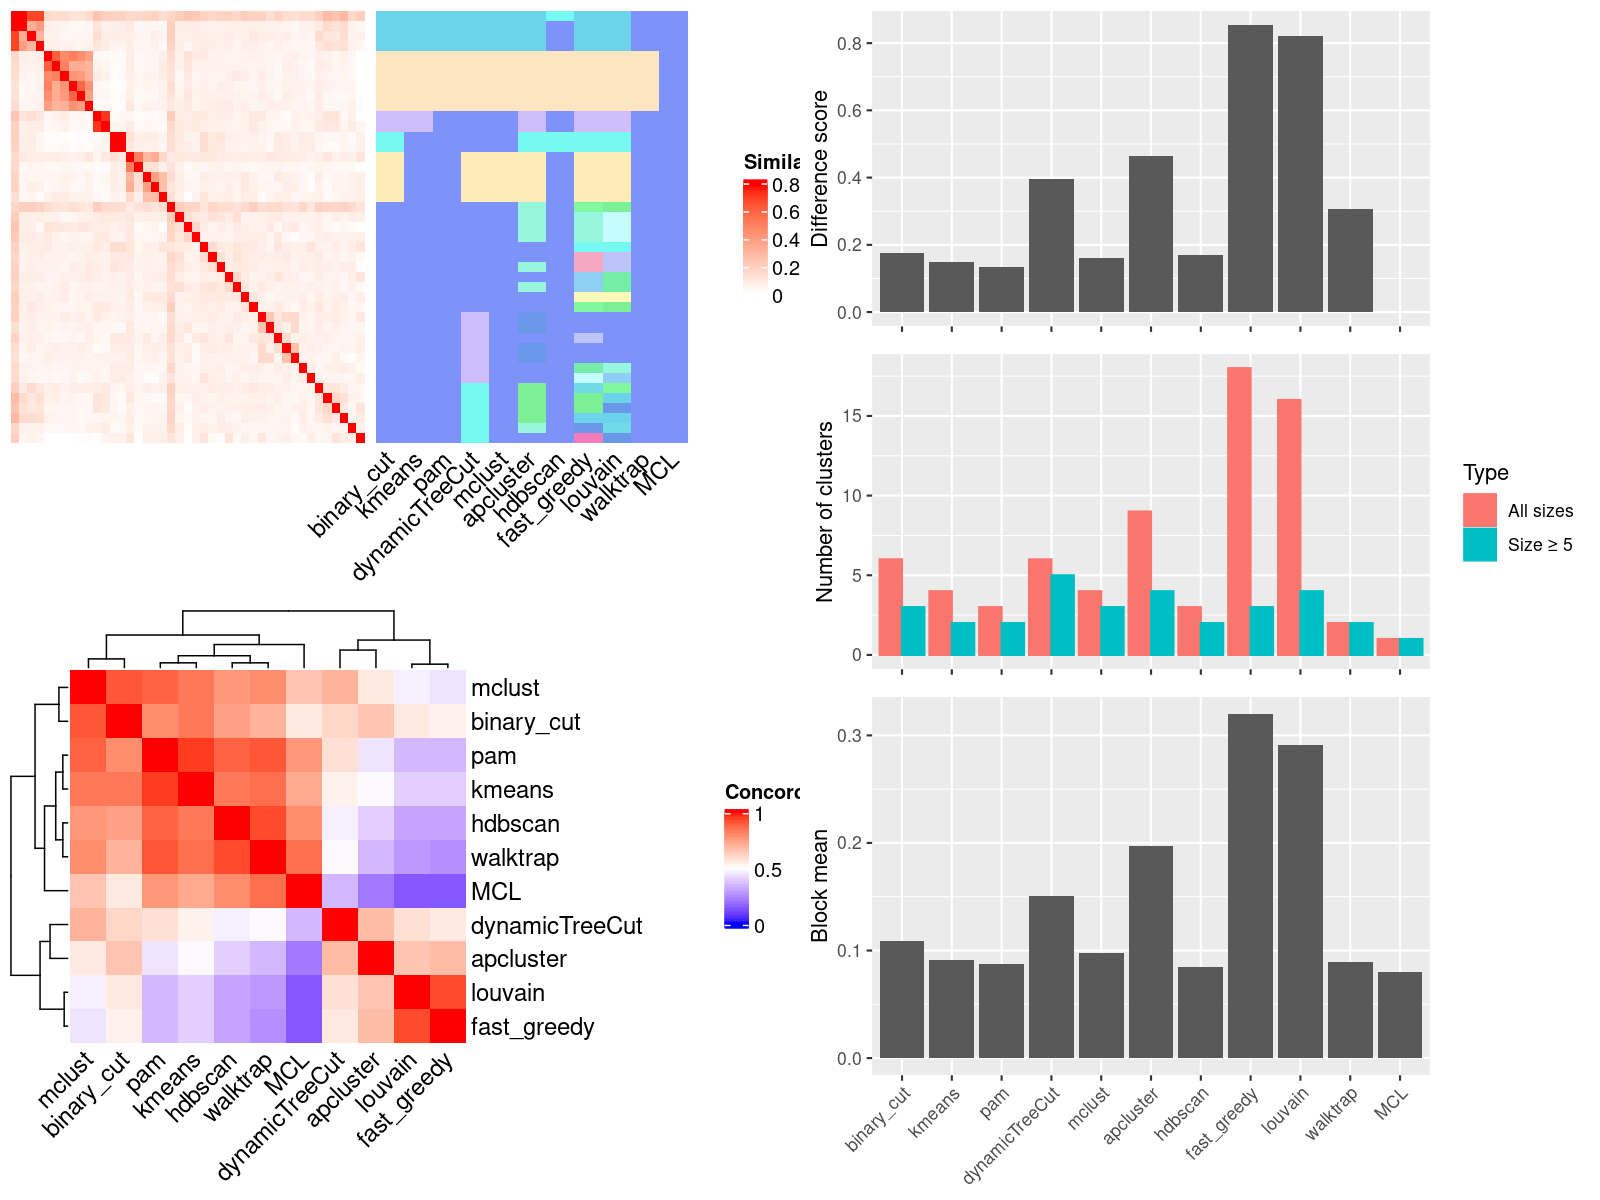 Simila
0.8
0.6
0.4
0.2
0
binary_cut
kmeans
pam
dynamicTreeCut
mclust
apcluster
hdbscan
fast_greedy
louvain
walktrap
MCL
mclust
binary_cut
pam
kmeans
hdbscan
walktrap
MCL
dynamicTreeCut
apcluster
louvain
fast_greedy
mclust
binary_cut
pam
kmeans
hdbscan
walktrap
MCL
dynamicTreeCut
apcluster
louvain
fast_greedy
Concord
1
0.5
0
Difference score
0.8
0.6
0.4
0.2
0.0
Number of clusters
15
10
5
0
Type
All sizes
Size ≥ 5
Block mean
0.3
0.2
0.1
0.0
binary_cut
kmeans
pam
dynamicTreeCut
mclust
apcluster
hdbscan
fast_greedy
louvain
walktrap
MCL